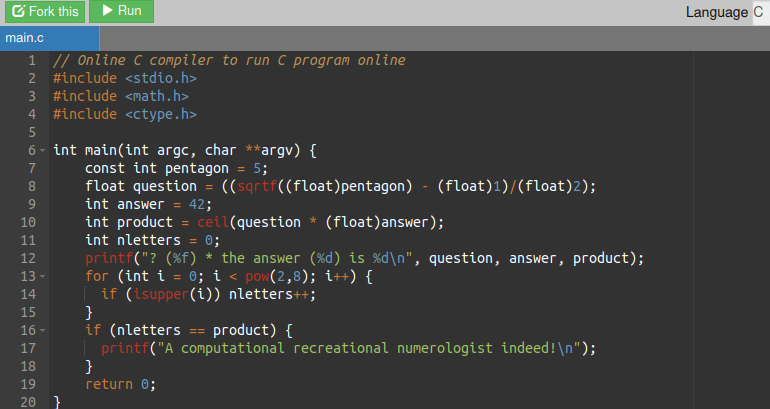 Fork this Run Language C
main.c
1 // Online C compiler to run C program online
2 #include <stdio.h>
3 #include <math.h>
4 #include <ctype.h>
5
6 int main(int argc, char **argv) {
7 const int pentagon = 5;
8 float question = ((sqrtf((float)pentagon) - (float)1)/(float)2);
9 int answer = 42;
10 int product = ceil(question * (float)answer);
11 int nletters = 0;
12 printf("? (%f) * the answer (%d) is %d\n", question, answer, product);
13 for (int i = 0; i < pow(2,8); i++) {
14 if (isupper(i)) nletters++;
15 }
16 if (nletters == product) {
17 printf("A computational recreational numerologist indeed!\n");
18 }
19 return 0;
20 }